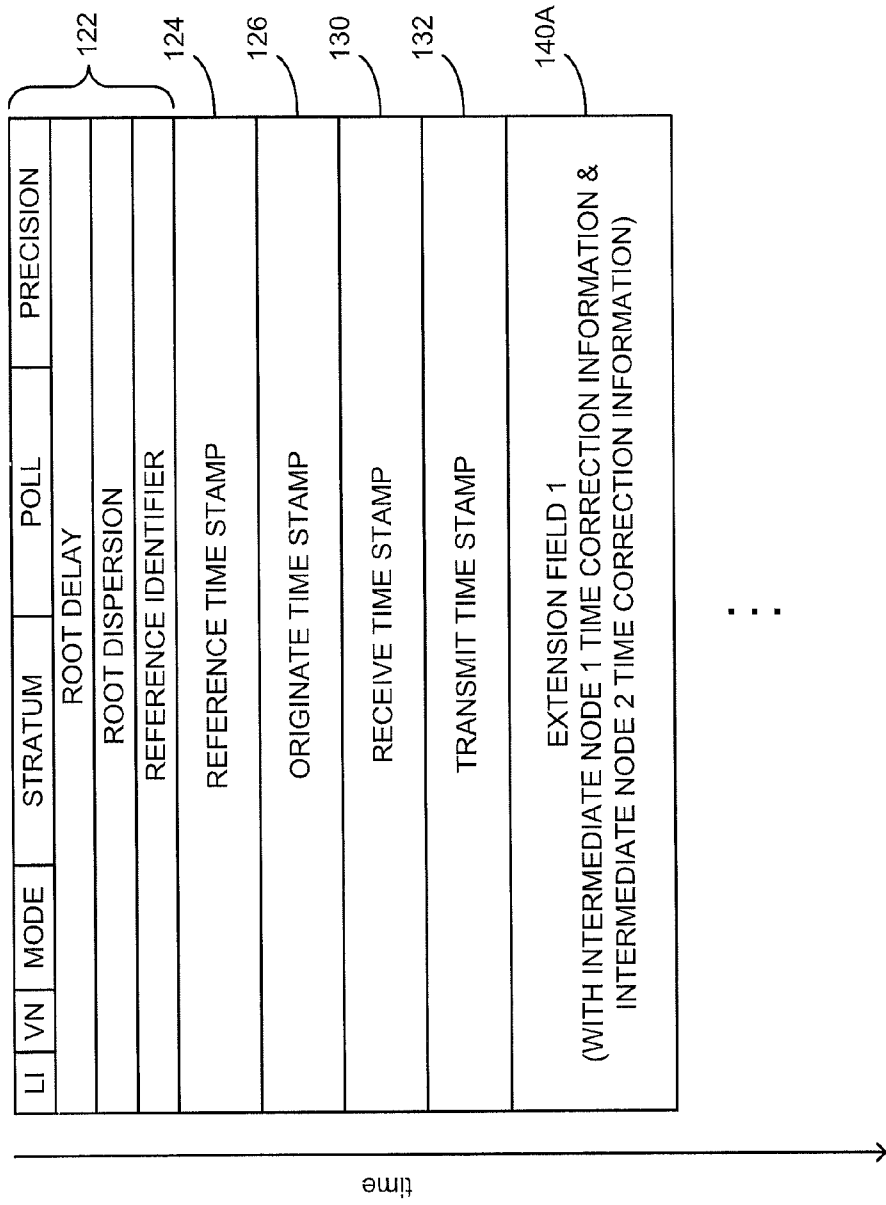 LI VN MODE STRATUM POLL PRECISION
ROOT DELAY
ROOT DISPERSION
REFERENCE IDENTIFIER
122
REFERENCE TIME STAMP
124
ORIGINATE TIME STAMP
126
RECEIVE TIME STAMP
130
TRANSMIT TIME STAMP
132
EXTENSION FIELD 1
(WITH INTERMEDIATE NODE 1 TIME CORRECTION INFORMATION &
INTERMEDIATE NODE 2 TIME CORRECTION INFORMATION)
140A
. . .
time